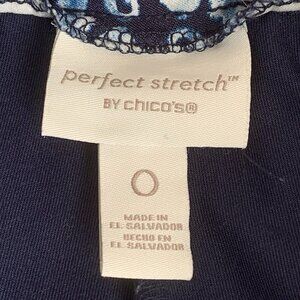 perfect stretch™
BY chico's®
0
MADE IN
EL SALVADOR
HECHO EN
EL SALVADOR